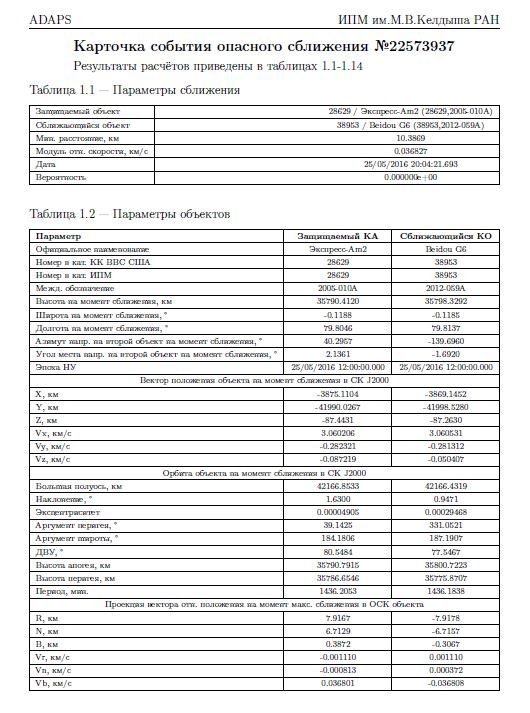 ADAPS ИПМ им.М.В.Келдыша РАН
Карточка события опасного сближения №22573937
Результаты расчётов приведены в таблицах 1.1-1.14
Таблица 1.1 — Параметры сближения
Защищаемый объект 28629 / Экспресс-Am2 (28629,2005-010A)
Сближающийся объект 38953 / Beidou G6 (38953,2012-059A)
Мин. расстояние, км 10.3869
Модуль отн. скорости, км/с 0.036827
Дата 25/05/2016 20:04:21.693
Вероятность 0.000000e+00
Таблица 1.2 — Параметры объектов
Параметр Защищаемый КА Сближающийся КО
Официальное наименование Экспресс-Am2 Beidou G6
Номер в кат. КК ВВС США 28629 38953
Номер в кат. ИПМ 28629 38953
Межд. обозначение 2005-010A 2012-059A
Высота на момент сближения, км 35790.4120 35798.3292
Широта на момент сближения, ° -0.1188 -0.1185
Долгота на момент сближения, ° 79.8046 79.8137
Азимут напр. на второй объект на момент сближения, ° 40.2957 -139.6960
Угол места напр. на второй объект на момент сближения, ° 2.1361 -1.6920
Эпоха НУ 25/05/2016 12:00:00.000 25/05/2016 12:00:00.000
Вектор положения объекта на момент сближения в СК J2000
X, км -3875.1104 -3869.1452
Y, км -41990.0267 -41998.5280
Z, км -87.4431 -87.2630
Vx, км/с 3.060206 3.060531
Vy, км/с -0.282321 -0.281312
Vz, км/с -0.087219 -0.050407
Орбита объекта на момент сближения в СК J2000
Большая полуось, км 42166.8533 42166.4319
Наклонение, ° 1.6300 0.9471
Эксцентриситет 0.00004905 0.00029468
Аргумент перигея, ° 39.1425 331.0521
Аргумент широты, ° 184.1806 187.1907
ДВУ, ° 80.5484 77.5467
Высота апогея, км 35790.7915 35800.7223
Высота перигея, км 35786.6546 35775.8707
Период, мин. 1436.2053 1436.1838
Проекция вектора отн. положения на момент макс. сближения в ОСК объекта
R, км 7.9167 -7.9178
N, км 6.7129 -6.7157
B, км 0.3872 -0.3067
Vr, км/с -0.001110 0.001110
Vn, км/с -0.000813 0.000372
Vb, км/с 0.036801 -0.036808